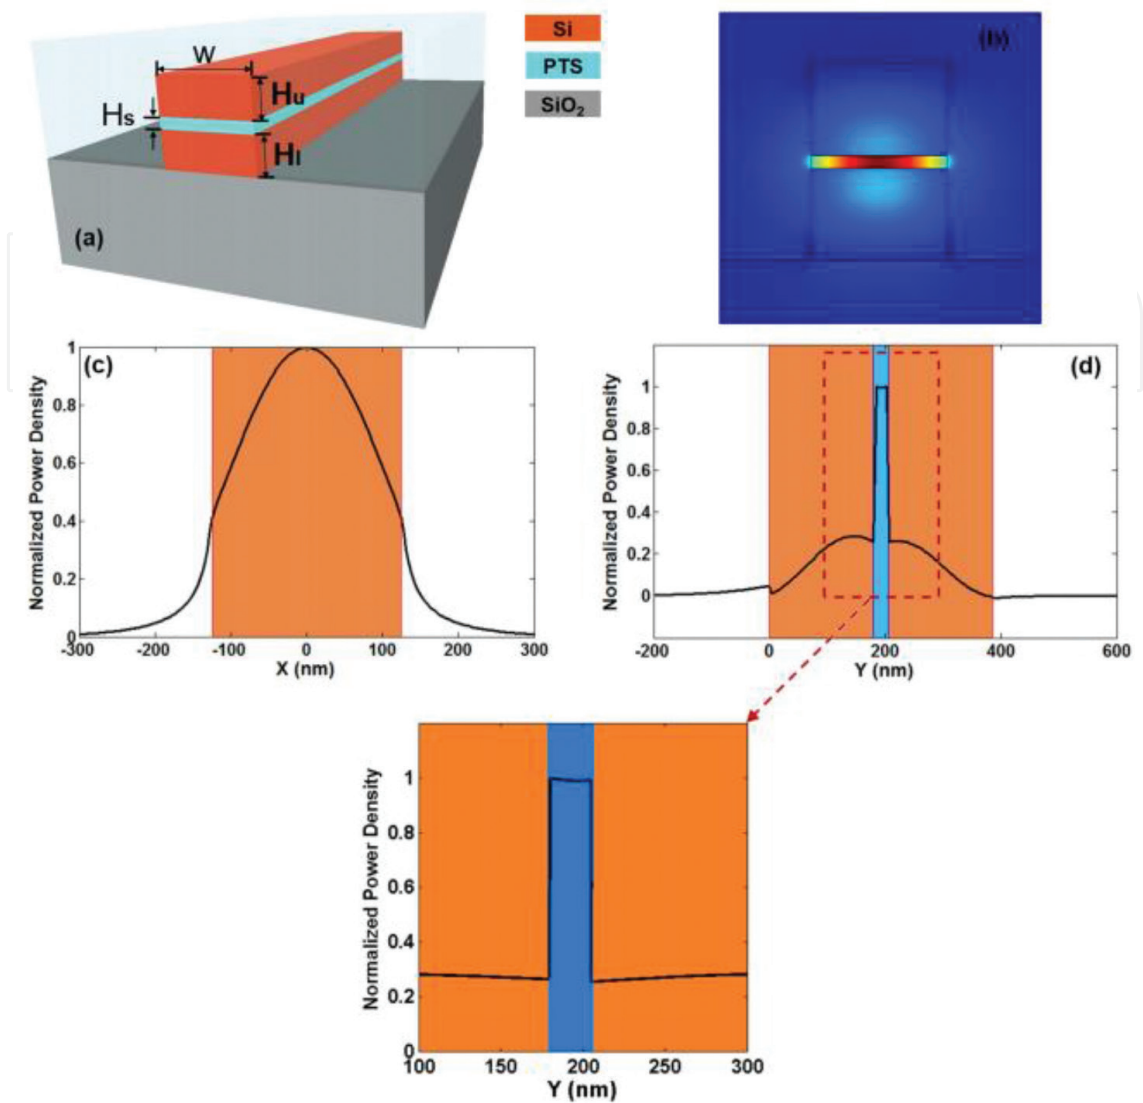 W
Hu
Hs
Hl
(a)
Si
PTS
SiO2
(b)
(c)
Normalized Power Density
1
0.8
0.6
0.4
0.2
0
-300 -200 -100 0 100 200 300
X (nm)
(d)
Normalized Power Density
1
0.8
0.6
0.4
0.2
0
-200 0 200 400 600
Y (nm)
Normalized Power Density
1
0.8
0.6
0.4
0.2
0
100 150 200 250 300
Y (nm)